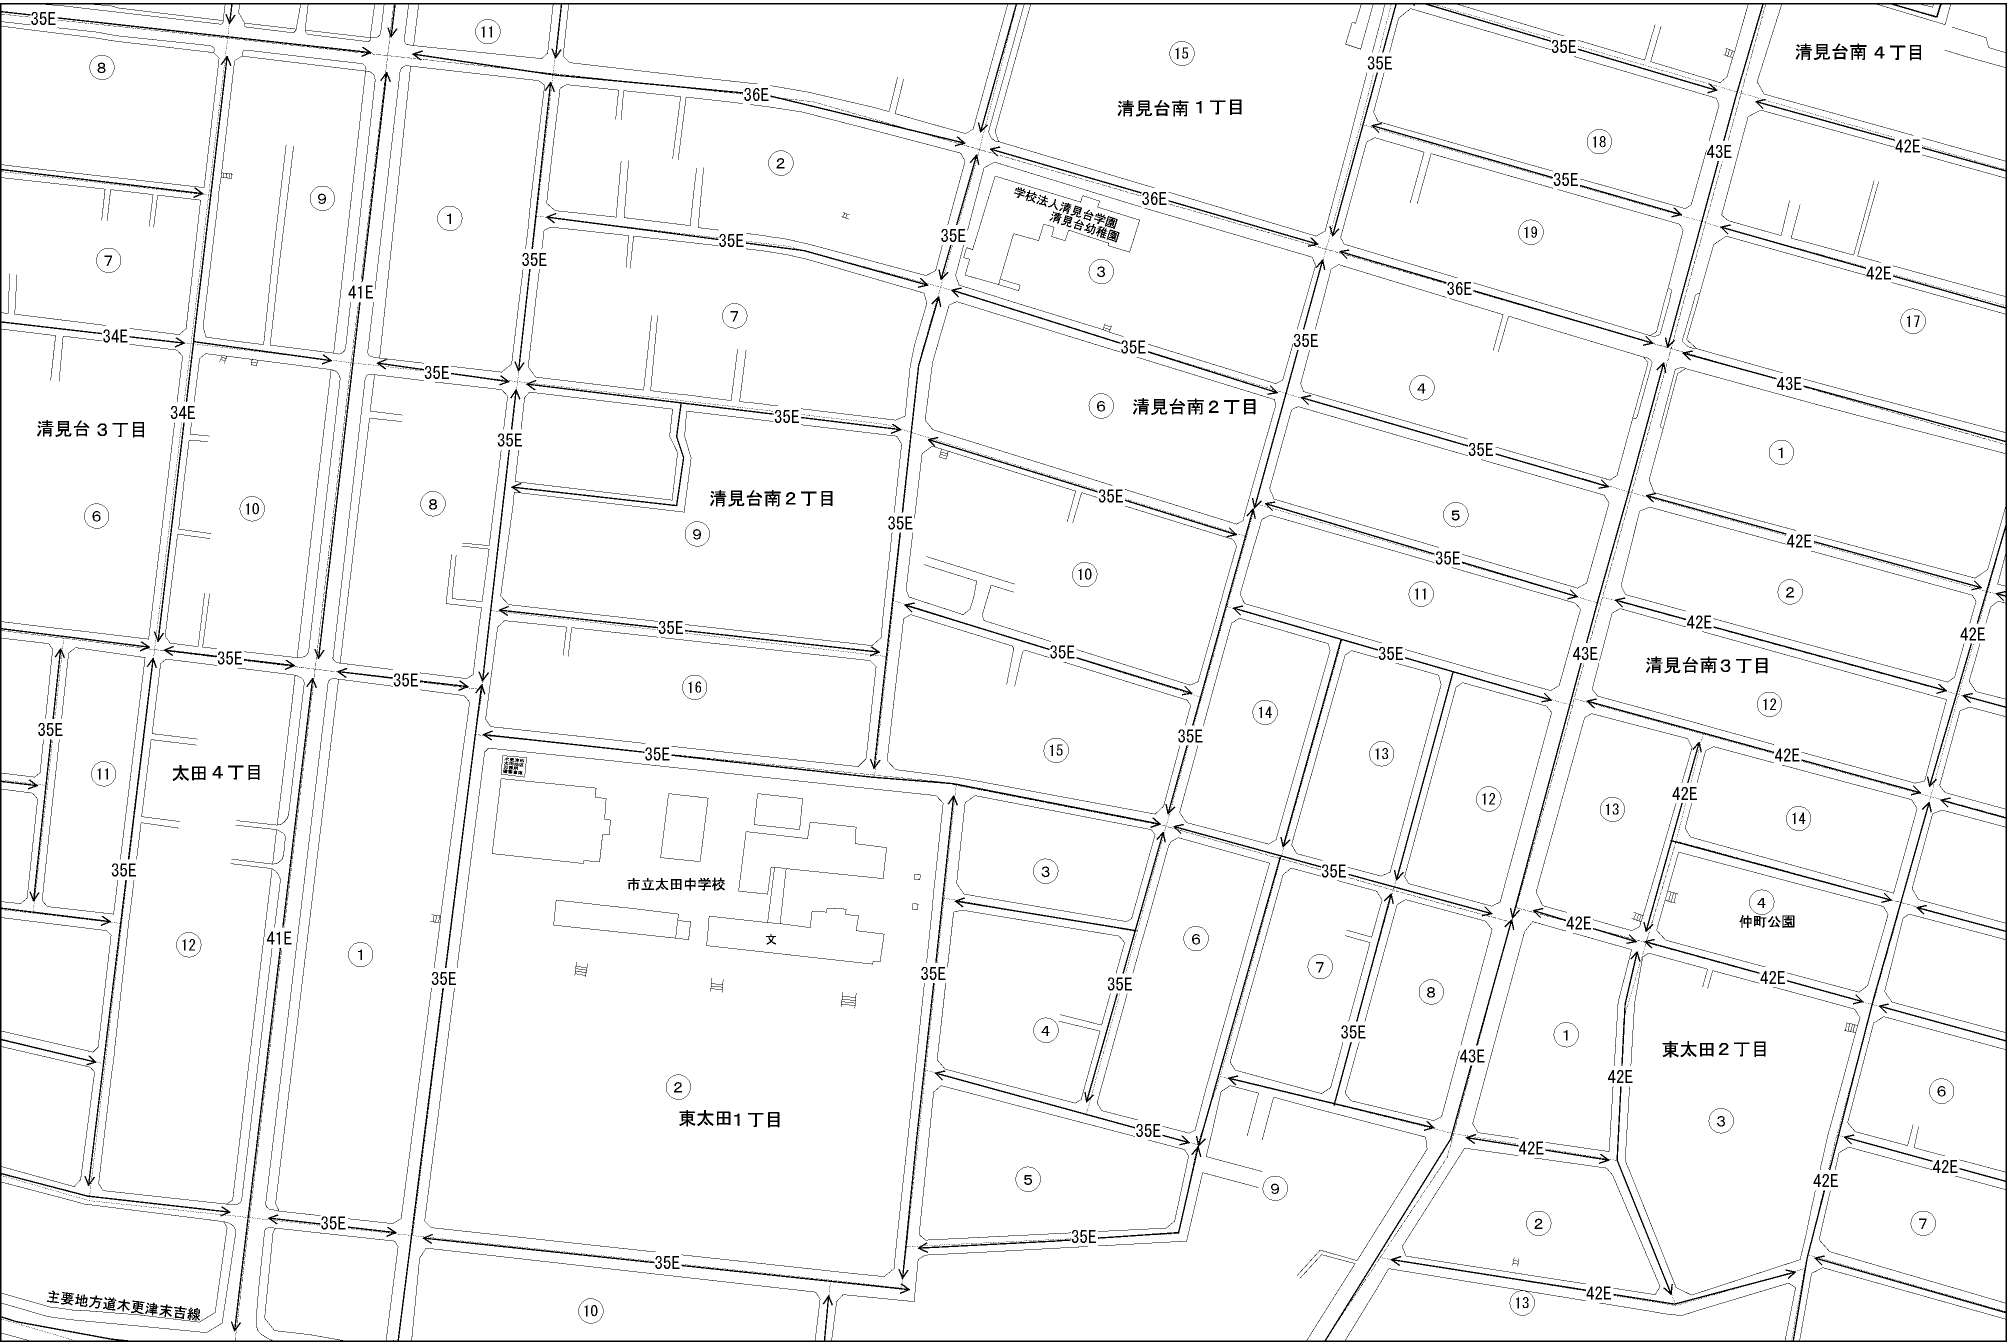 35E
⑪
⑧
35E
⑮
35E
35E
清見台南４丁目
36E
清見台南１丁目
⑱
43E
42E
②
⑨
①
35E
35E
36E
学校法人清見台学園
清見台幼稚園
35E
⑲
⑦
35E
41E
③
42E
36E
⑦
⑰
34E
35E
35E
35E
43E
34E
清見台３丁目
35E
35E
⑥
清見台南２丁目
④
35E
①
⑥
⑩
⑧
清見台南２丁目
⑨
35E
35E
⑤
42E
35E
⑩
⑪
②
35E
35E
42E
42E
35E
35E
35E
35E
43E
清見台南３丁目
⑯
⑭
⑫
35E
35E
⑮
35E
⑬
42E
⑪
太田４丁目
42E
⑫
⑬
⑭
35E
市立太田中学校
③
35E
④
仲町公園
⑫
41E
①
文
⑥
42E
35E
35E
35E
⑦
⑧
42E
④
35E
43E
①
東太田２丁目
42E
②
東太田１丁目
35E
③
⑥
42E
42E
⑤
⑨
42E
35E
35E
②
⑦
35E
42E
主要地方道木更津末吉線
⑩
⑬